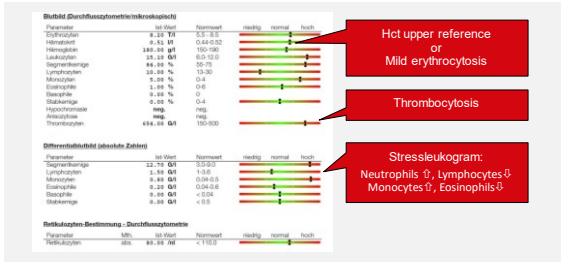 Blutbild (Durchflusszytometrie/mikroskopisch)
Parameter Ist-Wert Normwert niedrig normal hoch
Erythrozyten 8.20 T/l 5.5 - 8.5
Hämatokrit 0.51 l/l 0.44-0.52
Hämoglobin 180.00 g/l 150-190
Leukozyten 15.10 G/l 6.0-12.0
Segmentkernige 84.00 % 55-75
Lymphozyten 10.00 % 13-30
Monozyten 5.00 % 0-4
Eosinophile 1.00 % 0-6
Basophile 0.00 % 0
Stabkernige 0.00 % 0-4
Hypochromasie neg. neg.
Anisozytose neg. neg.
Thrombozyten G/l 150-500
Hct upper reference
or
Mild erythrocytosis
Thrombocytosis
Differentialblutbild (absolute Zahlen)
Parameter Ist-Wert Normwert niedrig normal hoch
Segmentkernige 12.70 G/l 3.0-9.0
Lymphozyten 1.50 G/l 1-3.6
Monozyten 0.80 G/l 0.04-0.5
Eosinophile 0.20 G/l 0.04-0.6
Basophile 0.00 G/l < 0.04
Stabkernige 0.00 G/l < 0.5
Stressleukogram:
Neutrophils ⇧, Lymphocytes⇩
Monocytes⇧, Eosinophils⇩
Retikulozyten-Bestimmung - Durchflusszytometrie
Parameter Mth. Ist-Wert Normwert niedrig normal hoch
Retikulozyten abs. 80.00 /nl < 110.0